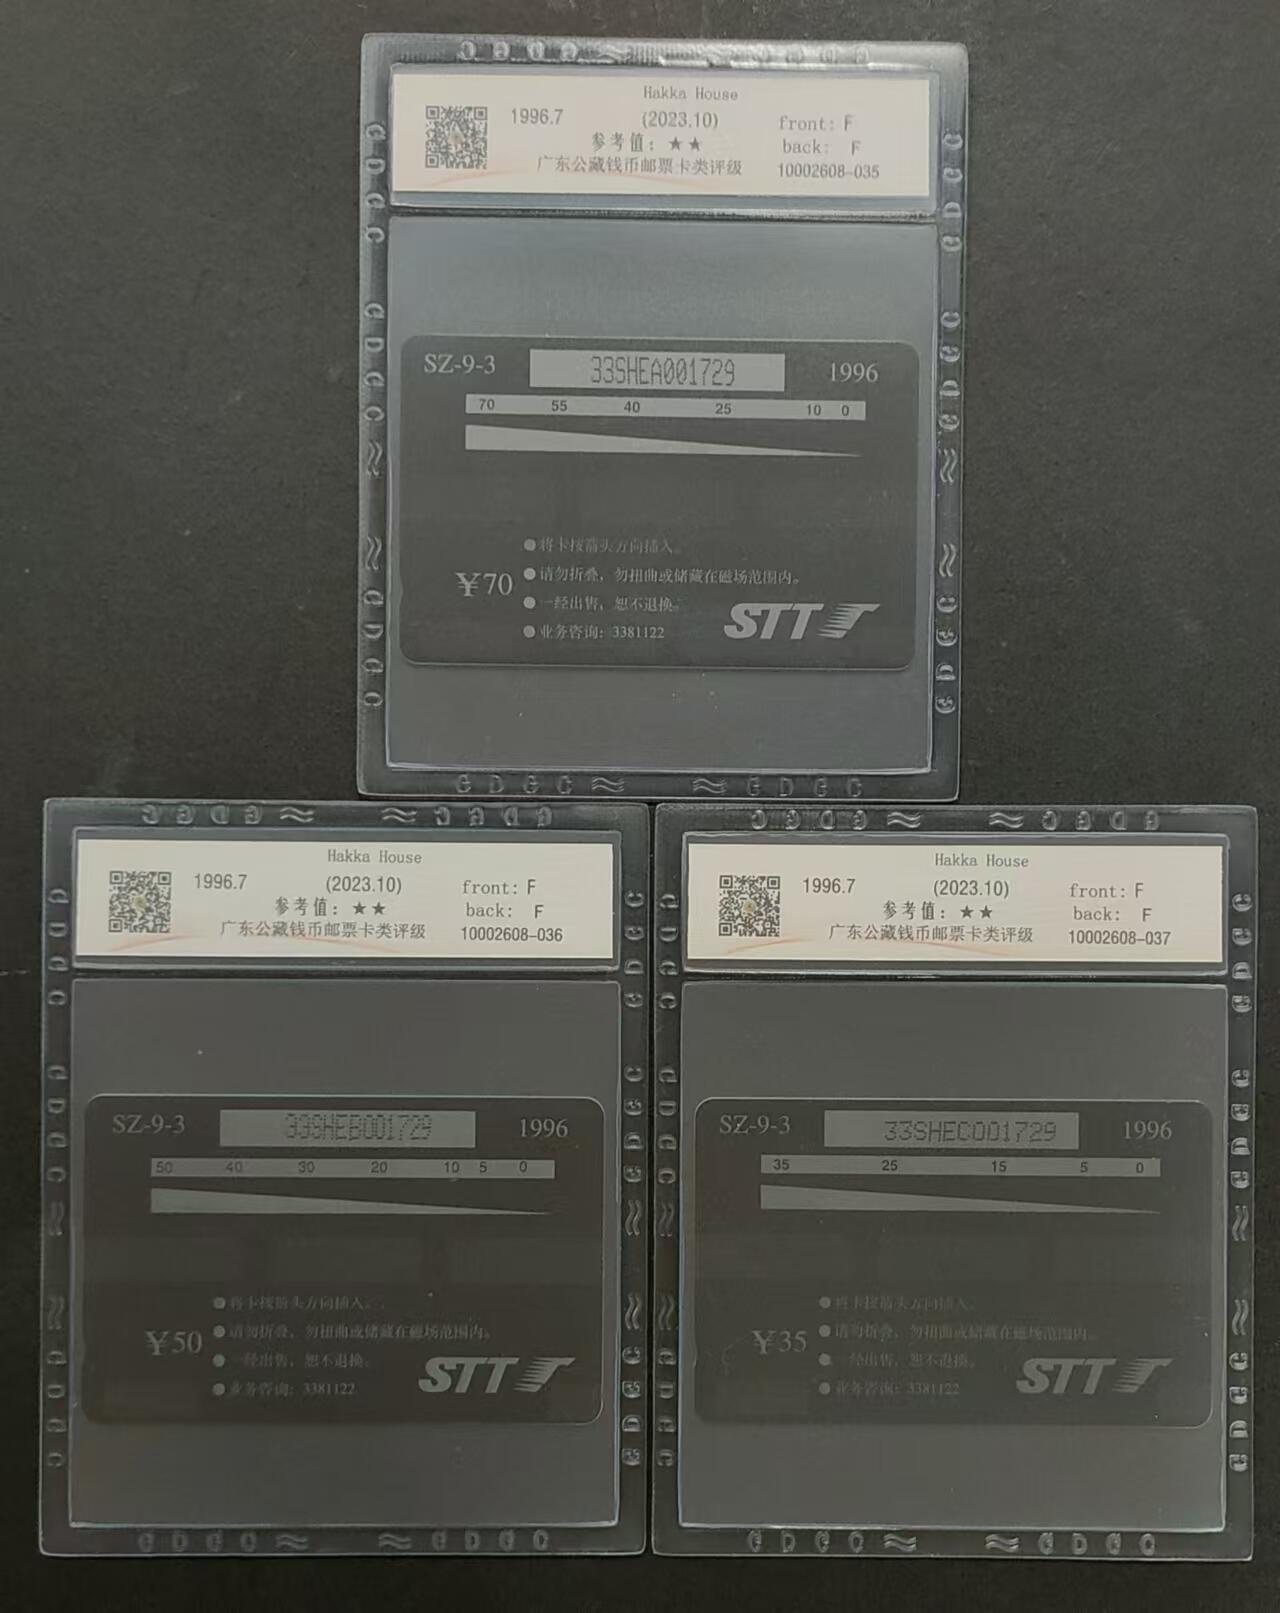 Hakka House
1996.7 (2023.10) front: F
参考值：★★ back: F
广东公藏钱币邮票卡类评级 10002608-035
SZ-9-3 33SHEA001729 1996
70 55 40 25 10 0
●将卡按箭头方向插入。
¥70 ●请勿折叠，勿扭曲或储藏在磁场范围内。
●一经出售，恕不退换。
●业务咨询：3381122 STT
GDGC GDGC
Hakka House
1996.7 (2023.10) front: F
参考值：★★ back: F
广东公藏钱币邮票卡类评级 10002608-036
SZ-9-3 33SHEB001729 1996
50 40 30 20 10 5 0
●将卡按箭头方向插入。
¥50 ●请勿折叠，勿扭曲或储藏在磁场范围内。
●一经出售，恕不退换。
●业务咨询：3381122 STT
GDGC GDGC
Hakka House
1996.7 (2023.10) front: F
参考值：★★ back: F
广东公藏钱币邮票卡类评级 10002608-037
SZ-9-3 33SHEC001729 1996
35 25 15 5 0
●将卡按箭头方向插入。
¥35 ●请勿折叠，勿扭曲或储藏在磁场范围内。
●一经出售，恕不退换。
●业务咨询：3381122 STT
GDGC GDGC